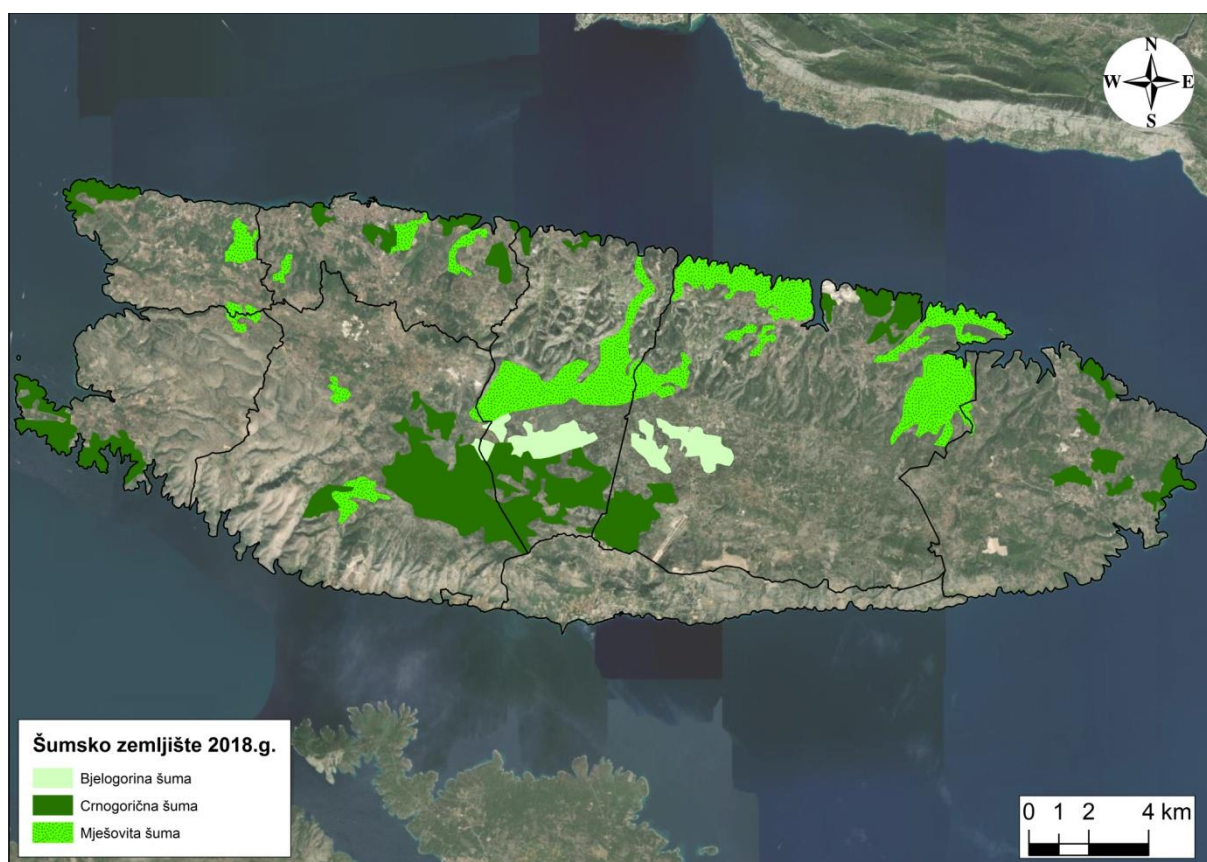 N
W E
S
Šumsko zemljište 2018.g.
Bjelogorina šuma
Crnogorična šuma
Mješovita šuma
0 1 2 4 km